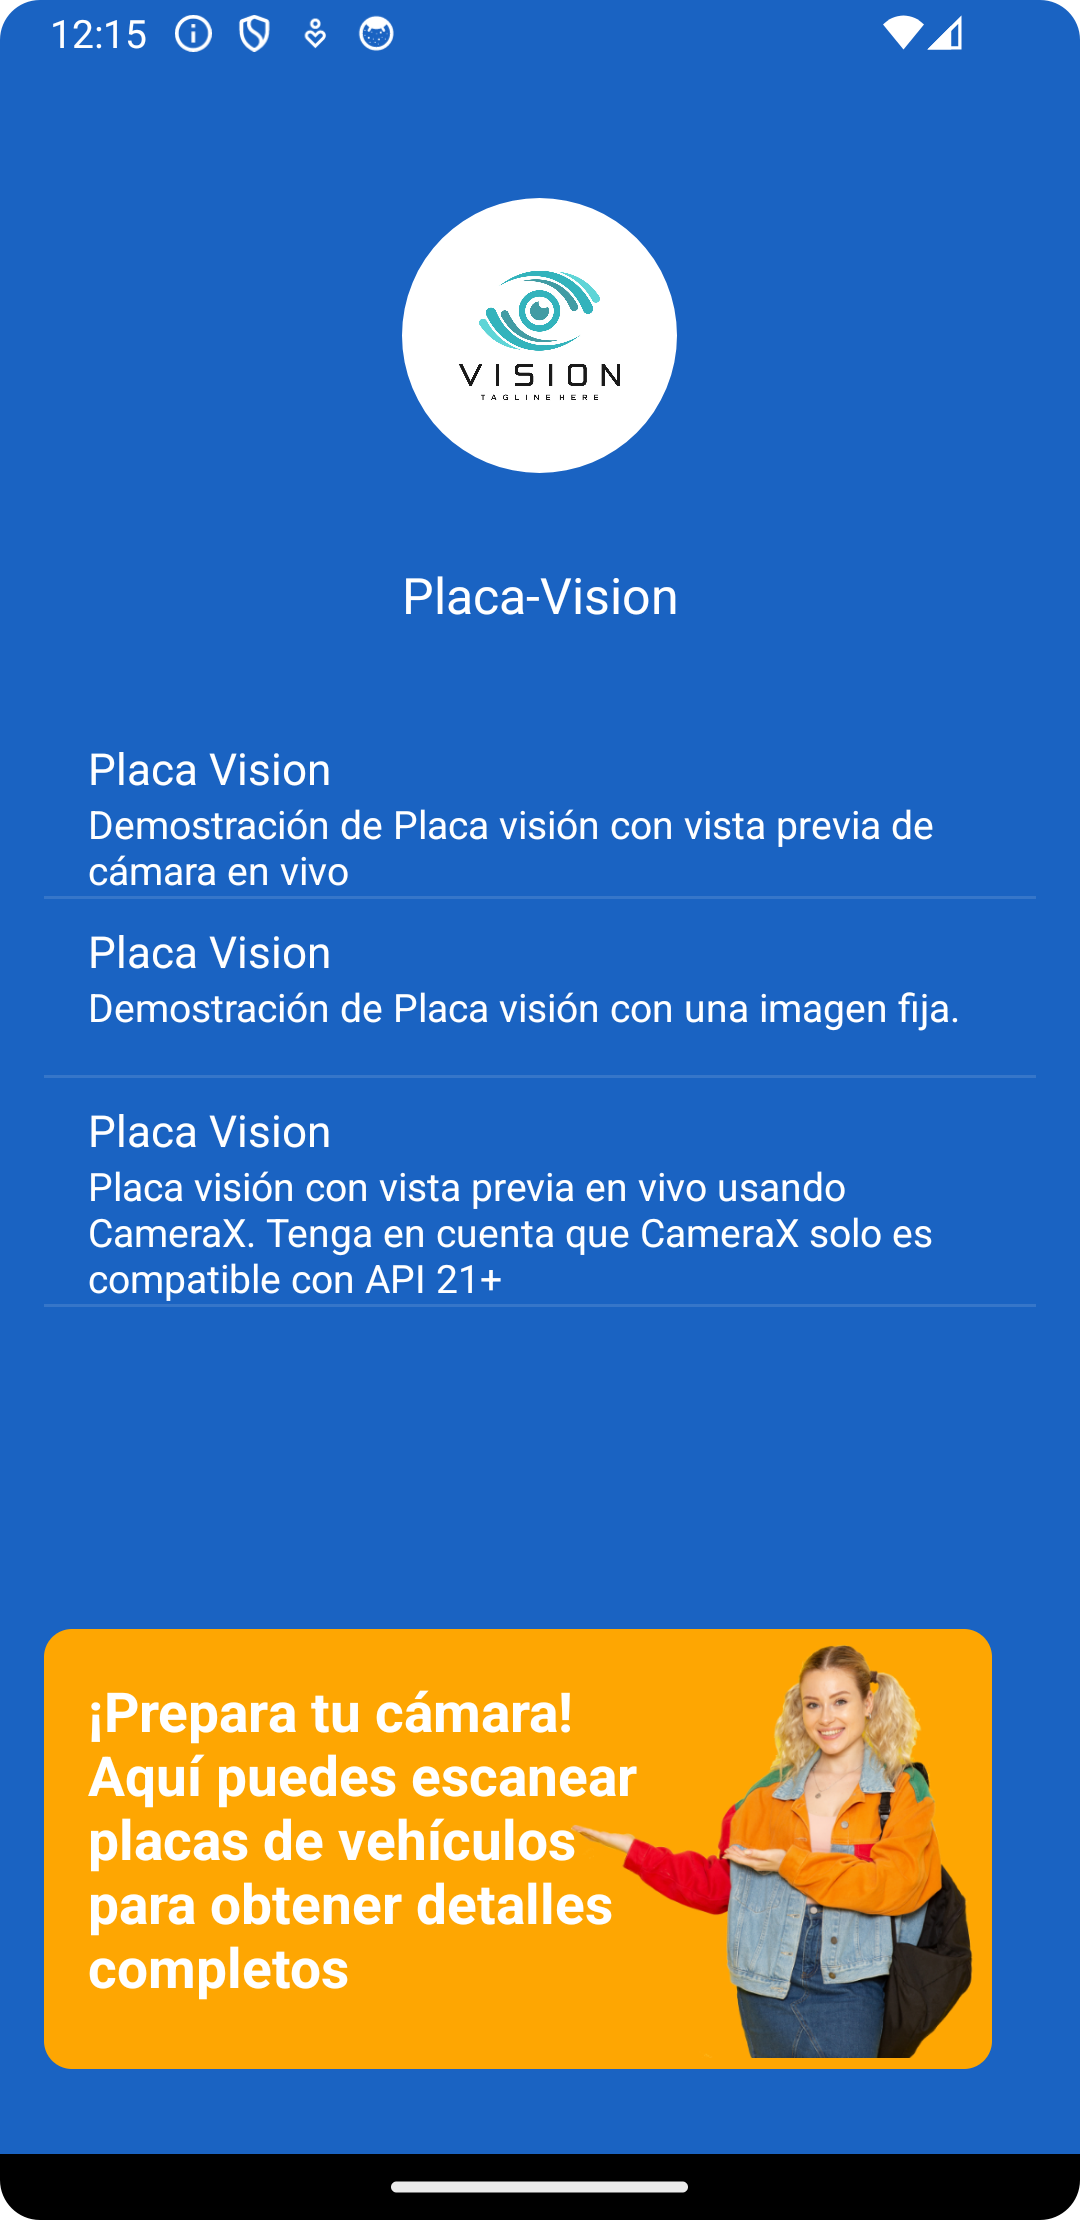 12:15
VISION
TAGLINE HERE
Placa-Vision
Placa Vision
Demostración de Placa visión con vista previa de
cámara en vivo
Placa Vision
Demostración de Placa visión con una imagen fija.
Placa Vision
Placa visión con vista previa en vivo usando
CameraX. Tenga en cuenta que CameraX solo es
compatible con API 21+
¡Prepara tu cámara!
Aquí puedes escanear
placas de vehículos
para obtener detalles
completos